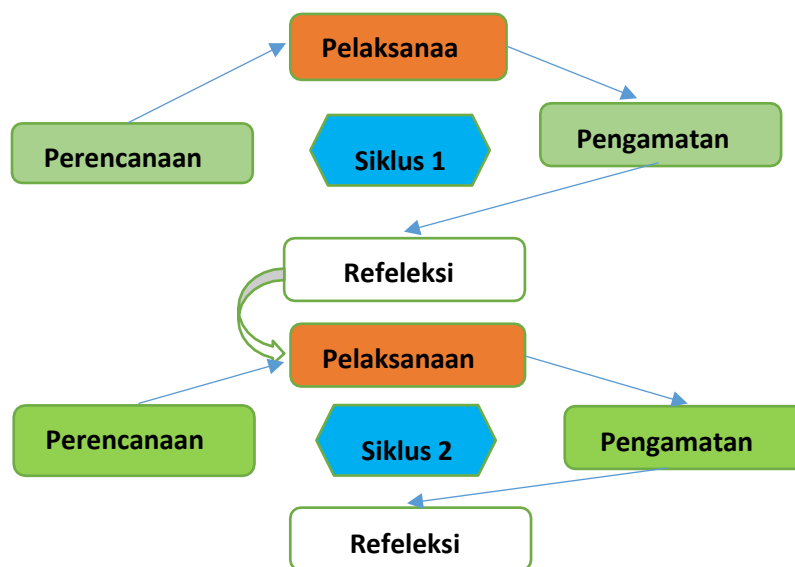 Pelaksanaa
Perencanaan
Siklus 1
Pengamatan
Refeleksi
Pelaksanaan
Perencanaan
Siklus 2
Pengamatan
Refeleksi